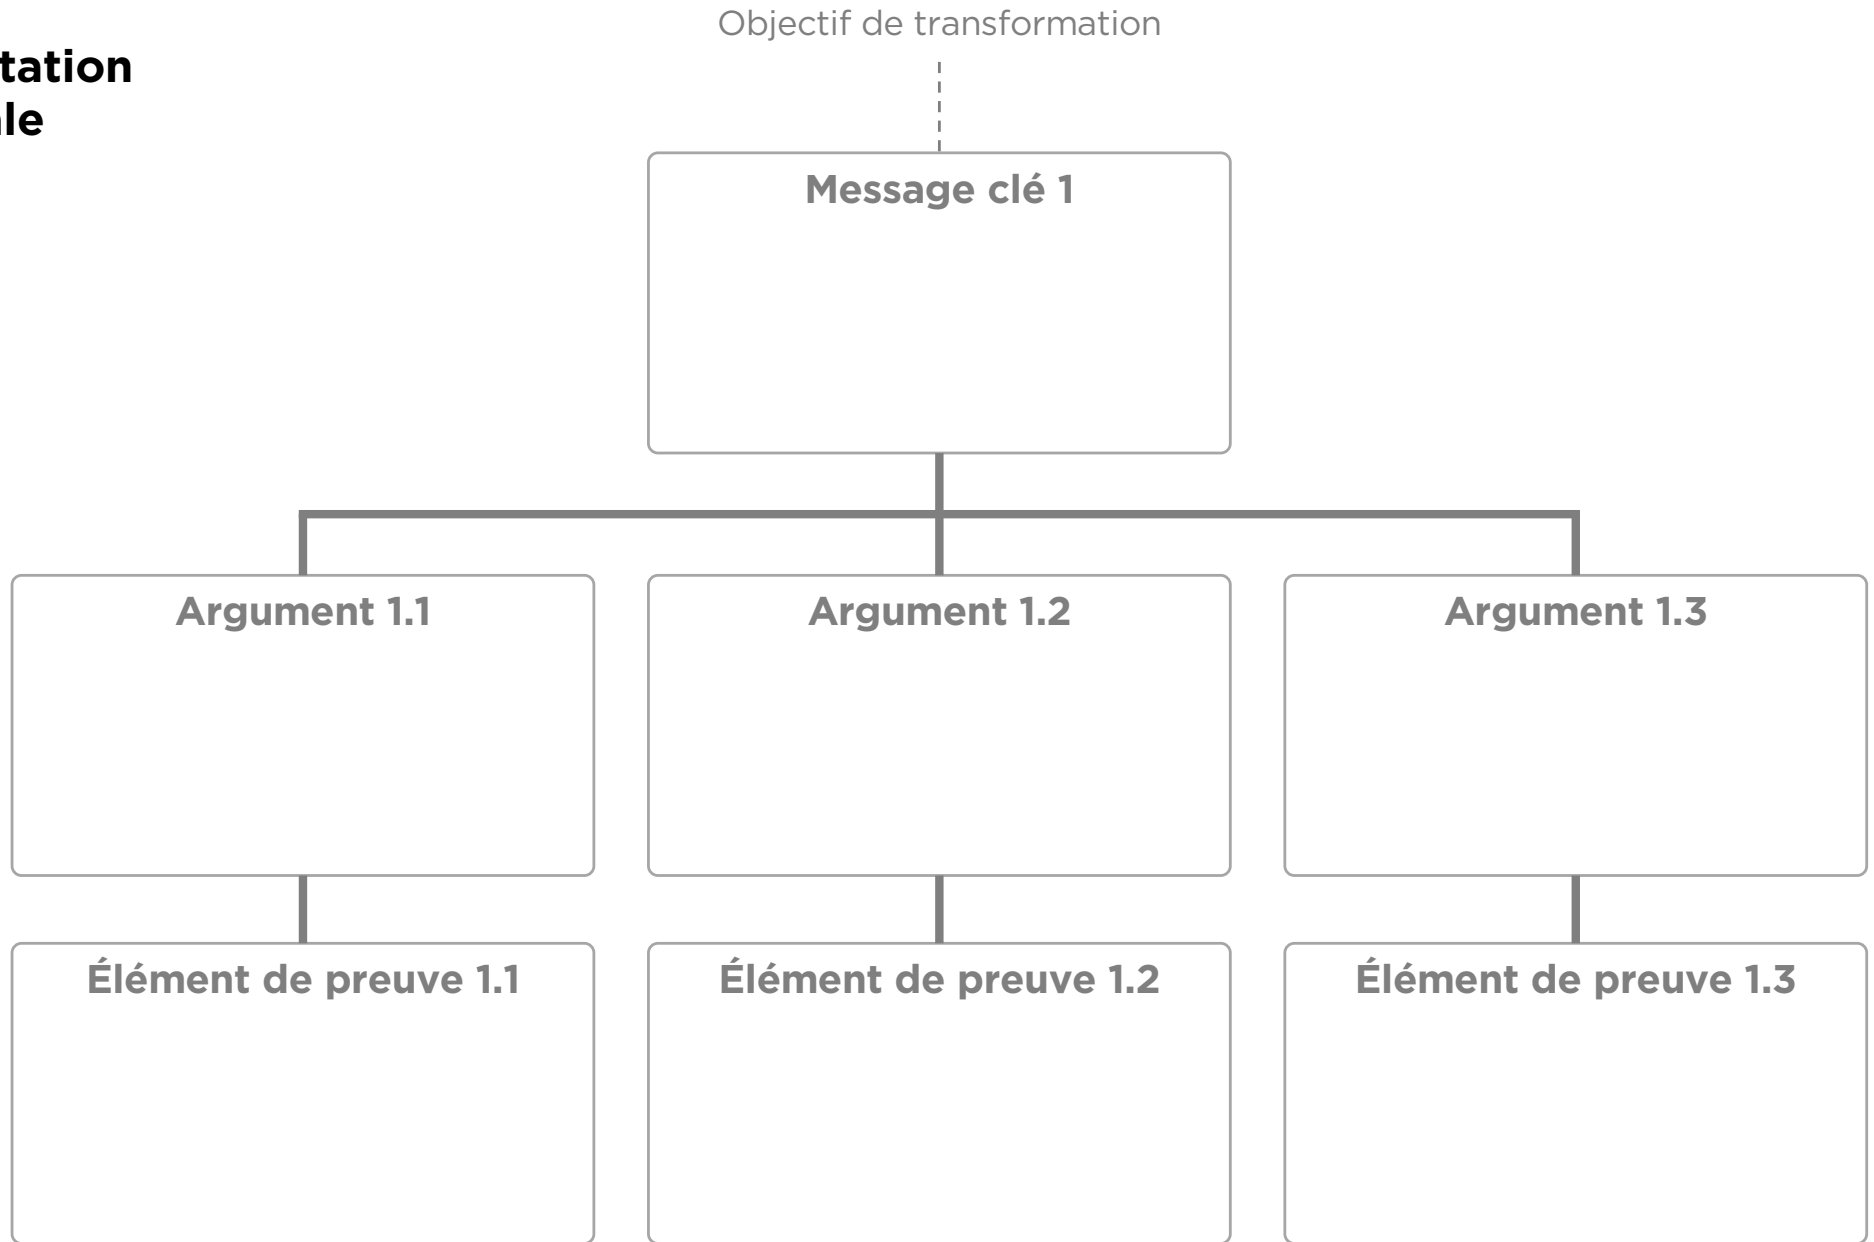 Objectif de transformation
tation
le
Message clé 1
Argument 1.1
Argument 1.2
Argument 1.3
Élément de preuve 1.1
Élément de preuve 1.2
Élément de preuve 1.3